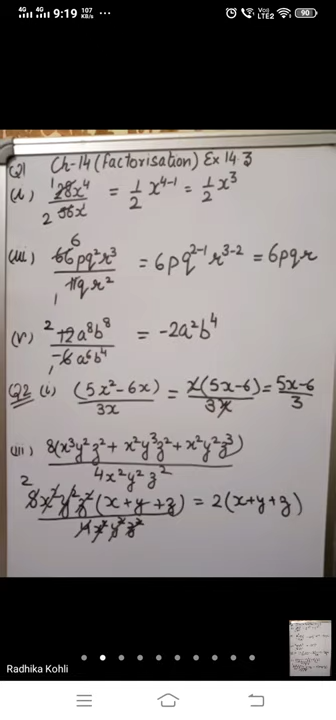 4G 4G 9:19 107 KB/s Vo) LTE2 90
Q1 Ch-14 (Factorisation) Ex 14.3
(i) 28x⁴/56x = 1/2 x⁴⁻¹ = 1/2 x³
(iii) 66pq²r³/11qr² = 6pq²⁻¹r³⁻² = 6pqr
(v) 12a⁸b⁸/-6a⁶b⁴ = -2a²b⁴
Q2 (i) (5x²-6x)/3x = x(5x-6)/3x = 5x-6/3
(iii) 8(x³y²z²+x²y³z²+x²y²z³)/4x²y²z²
2 8x²y²z²(x+y+z)/4x²y²z² = 2(x+y+z)
Radhika Kohli